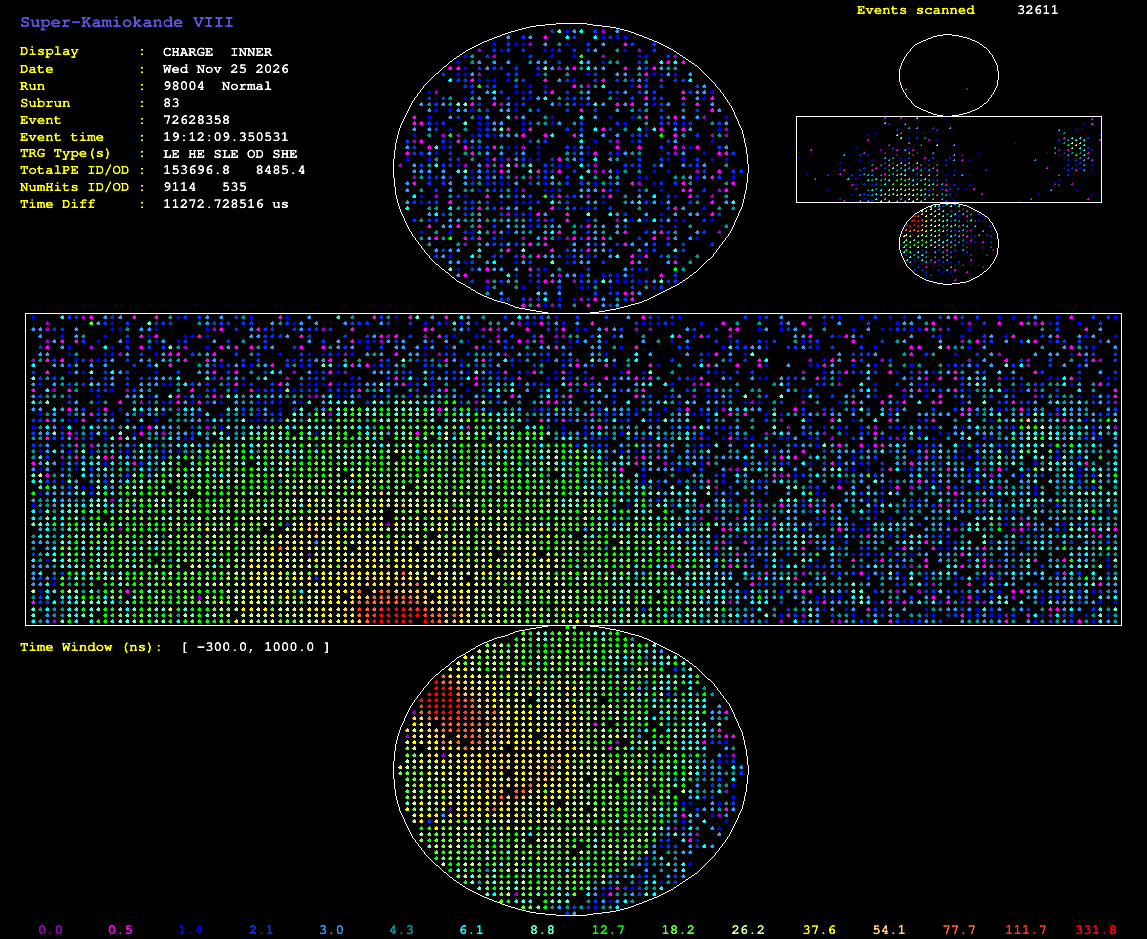 Super-Kamiokande VIII
Events scanned 32611
Display : CHARGE INNER
Date : Wed Nov 25 2026
Run : 98004 Normal
Subrun : 83
Event : 72628358
Event time : 19:12:09.350531
TRG Type(s) : LE HE SLE OD SHE
TotalPE ID/OD : 153696.8 8485.4
NumHits ID/OD : 9114 535
Time Diff : 11272.728516 us
Time Window (ns): [ -300.0, 1000.0 ]
0.0 0.5 1.4 2.1 3.0 4.3 6.1 8.8 12.7 18.2 26.2 37.6 54.1 77.7 111.7 331.8